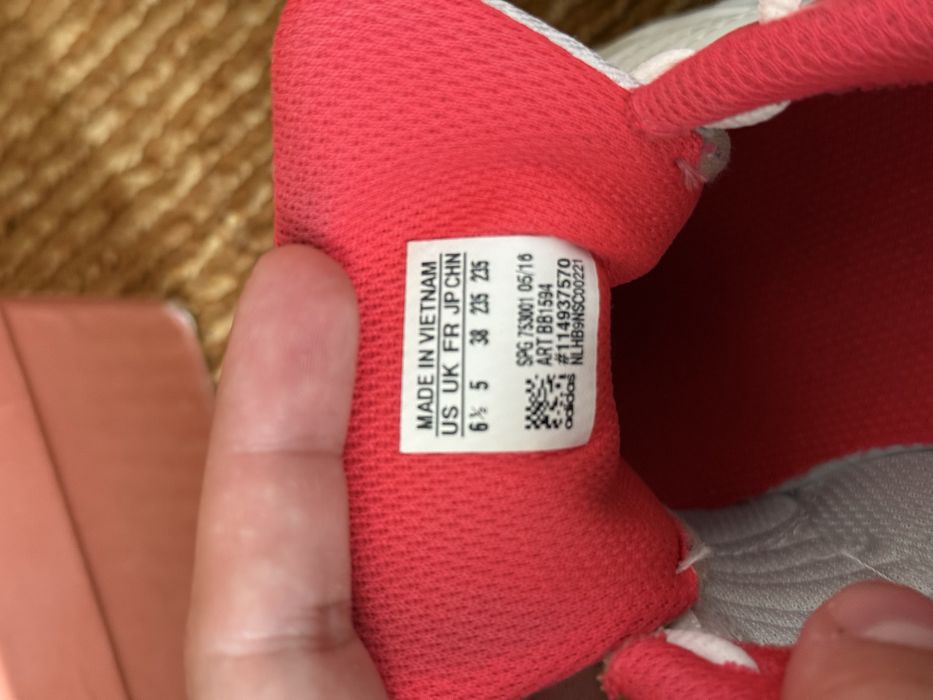 MADE IN VIETNAM
US UK FR JP CHN
6½ 5 38 235 235
SPG 753001 05/16
ART BB1594
#114937570
NLHB9NSC00221
adidas